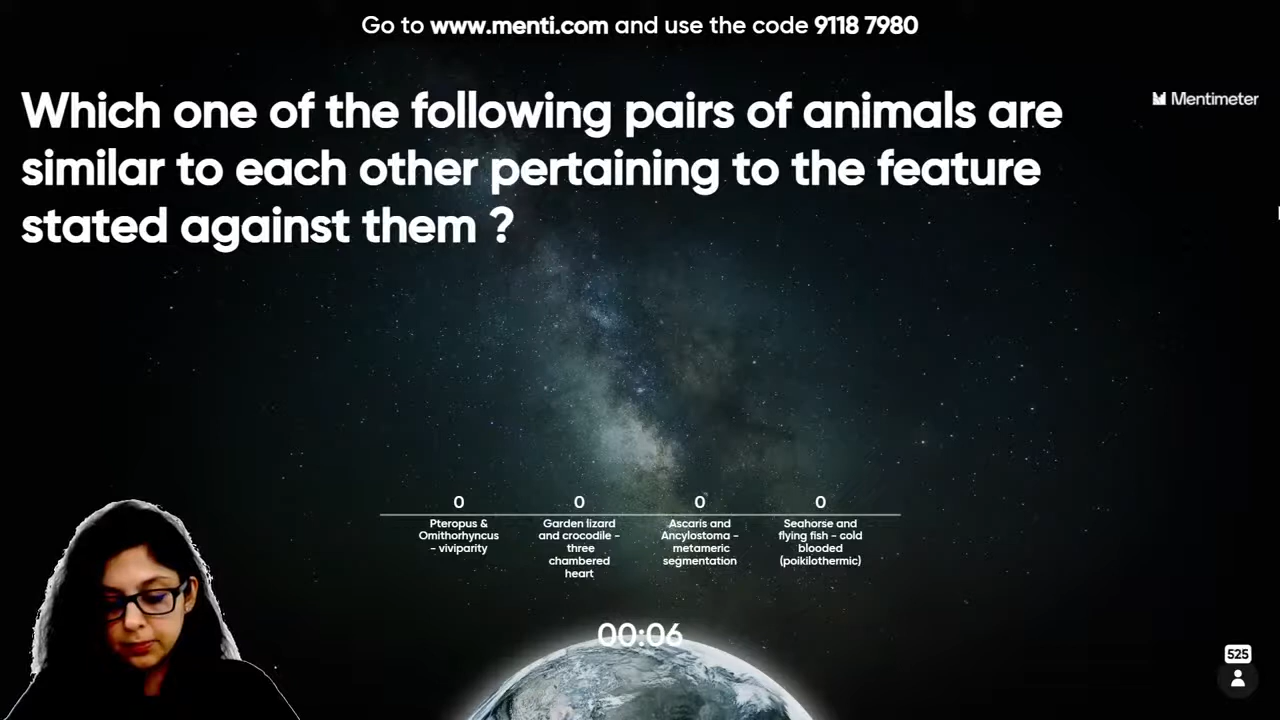 Go to www.menti.com and use the code 9118 7980
Mentimeter
Which one of the following pairs of animals are
similar to each other pertaining to the feature
stated against them ?
0
0
0
0
Pteropus &
Ornithorhyncus
- viviparity
Garden lizard
and crocodile -
three
chambered
heart
Ascaris and
Ancylostoma -
metameric
segmentation
Seahorse and
flying fish - cold
blooded
(poikilothermic)
00:06
525